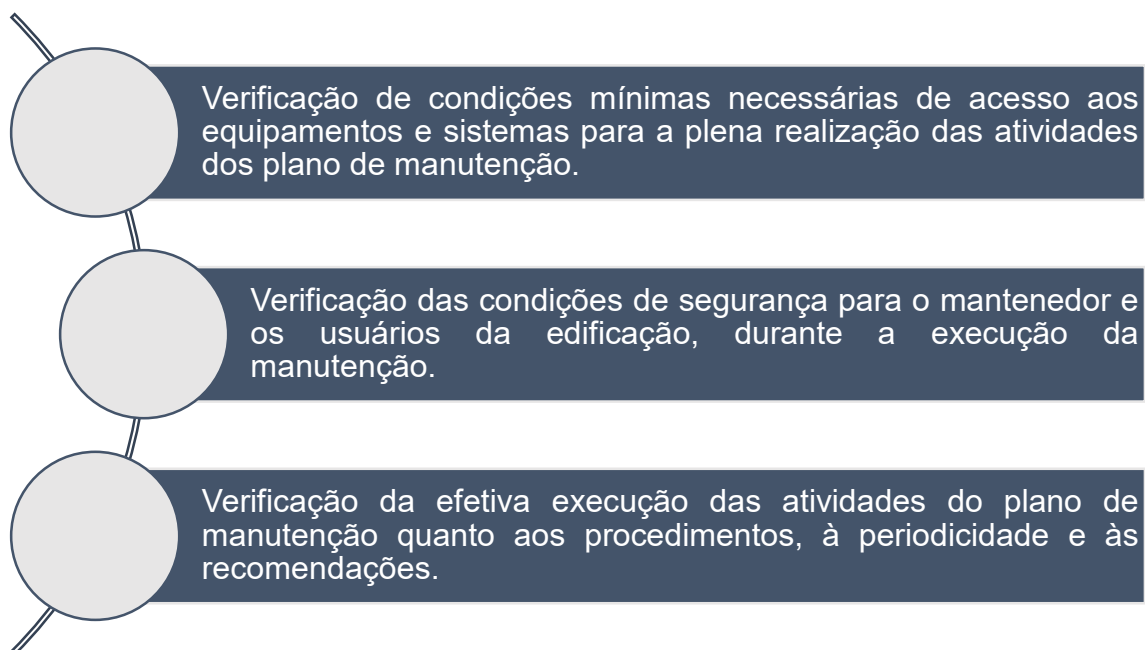 Verificação de condições mínimas necessárias de acesso aos
equipamentos e sistemas para a plena realização das atividades
dos plano de manutenção.
Verificação das condições de segurança para o mantenedor e
os usuários da edificação, durante a execução da
manutenção.
Verificação da efetiva execução das atividades do plano de
manutenção quanto aos procedimentos, à periodicidade e às
recomendações.